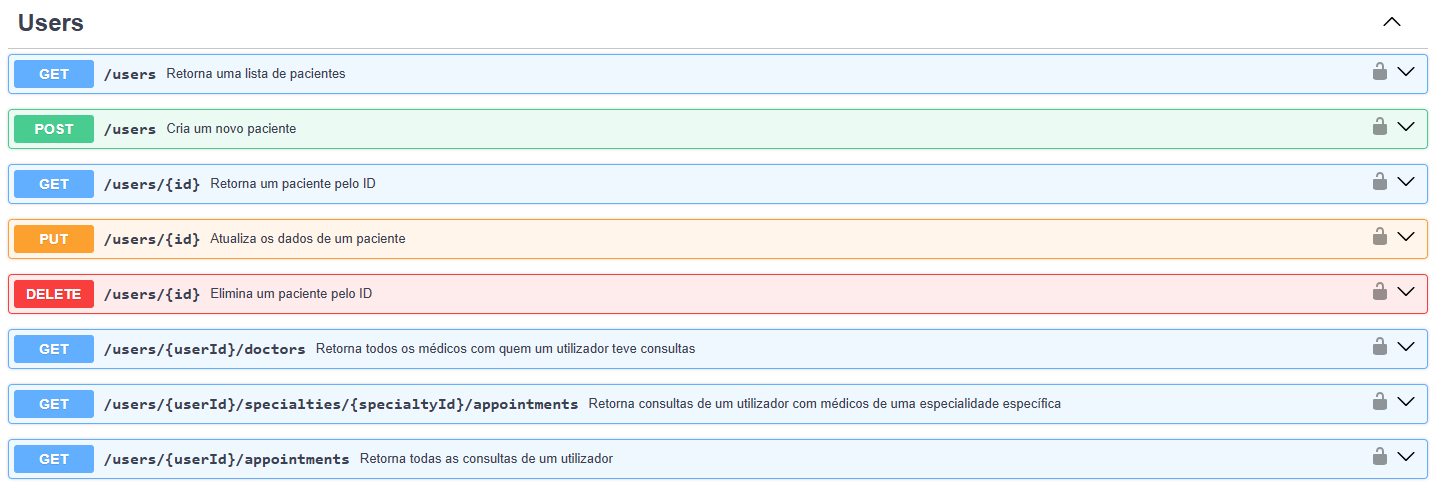 Users
GET /users Retorna uma lista de pacientes
POST /users Cria um novo paciente
GET /users/{id} Retorna um paciente pelo ID
PUT /users/{id} Atualiza os dados de um paciente
DELETE /users/{id} Elimina um paciente pelo ID
GET /users/{userId}/doctors Retorna todos os médicos com quem um utilizador teve consultas
GET /users/{userId}/specialties/{specialtyId}/appointments Retorna consultas de um utilizador com médicos de uma especialidade específica
GET /users/{userId}/appointments Retorna todas as consultas de um utilizador